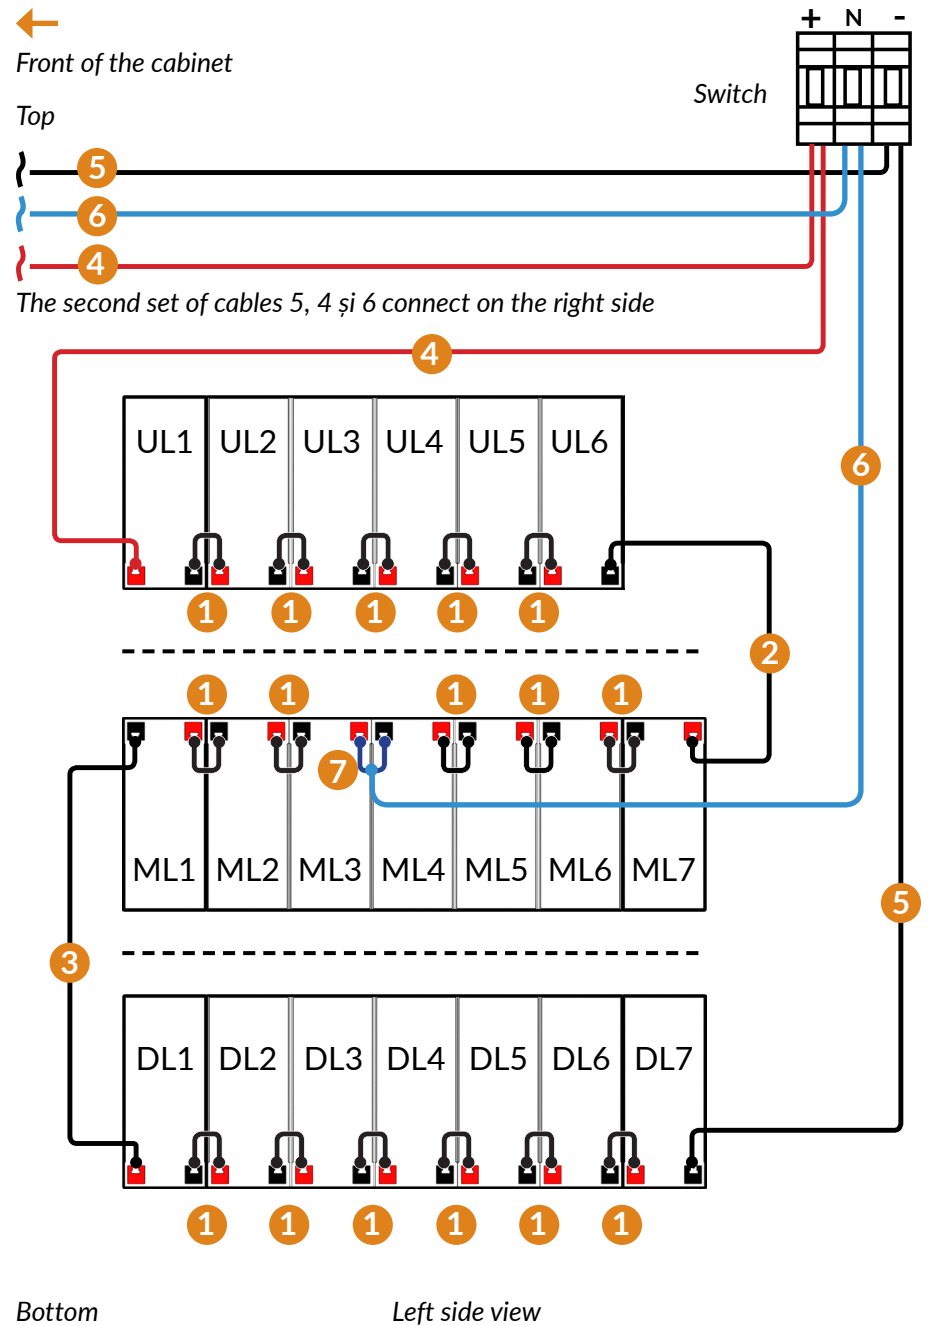 + N -
Front of the cabinet
Switch
Top
5
6
4
The second set of cables 5, 4 și 6 connect on the right side
4
UL1 UL2 UL3 UL4 UL5 UL6
6
1 1 1 1 1
2
1 1 1 1 1
7
ML1 ML2 ML3 ML4 ML5 ML6 ML7
5
3
DL1 DL2 DL3 DL4 DL5 DL6 DL7
1 1 1 1 1 1
Bottom
Left side view